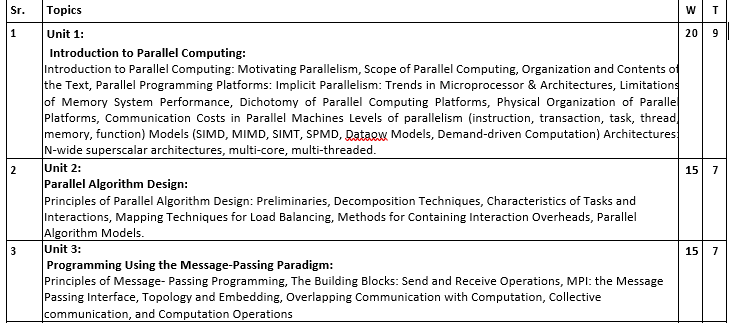 Sr. Topics W T
1 Unit 1: 20 9
Introduction to Parallel Computing:
Introduction to Parallel Computing: Motivating Parallelism, Scope of Parallel Computing, Organization and Contents of
the Text, Parallel Programming Platforms: Implicit Parallelism: Trends in Microprocessor & Architectures, Limitations
of Memory System Performance, Dichotomy of Parallel Computing Platforms, Physical Organization of Parallel
Platforms, Communication Costs in Parallel Machines Levels of parallelism (instruction, transaction, task, thread,
memory, function) Models (SIMD, MIMD, SIMT, SPMD, Dataow Models, Demand-driven Computation) Architectures:
N-wide superscalar architectures, multi-core, multi-threaded.
2 Unit 2: 15 7
Parallel Algorithm Design:
Principles of Parallel Algorithm Design: Preliminaries, Decomposition Techniques, Characteristics of Tasks and
Interactions, Mapping Techniques for Load Balancing, Methods for Containing Interaction Overheads, Parallel
Algorithm Models.
3 Unit 3: 15 7
Programming Using the Message-Passing Paradigm:
Principles of Message- Passing Programming, The Building Blocks: Send and Receive Operations, MPI: the Message
Passing Interface, Topology and Embedding, Overlapping Communication with Computation, Collective
communication, and Computation Operations